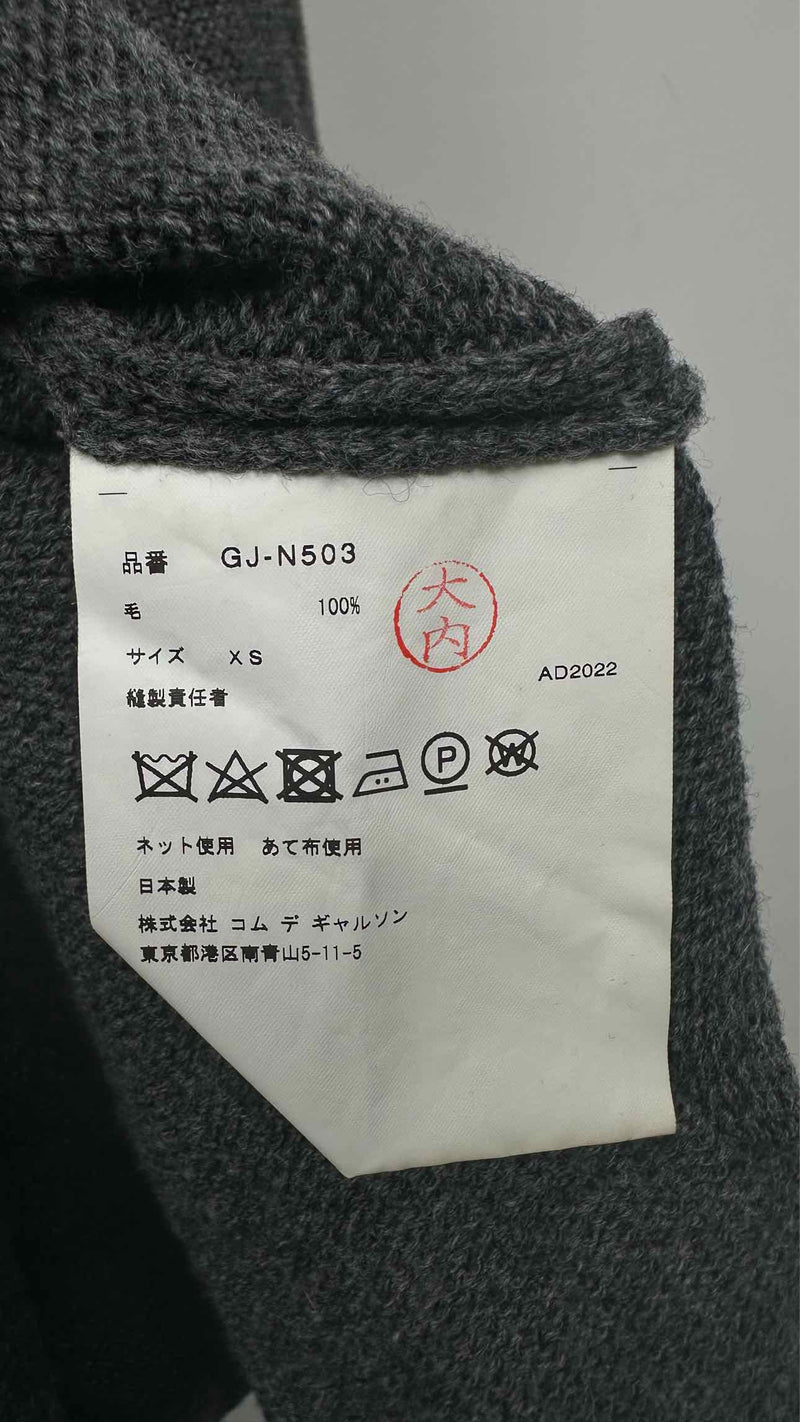 品番 GJ-N503
毛 100%
大内
サイズ XS
AD2022
縫製責任者
P W
ネット使用 あて布使用
日本製
株式会社 コム デ ギャルソン
東京都港区南青山5-11-5